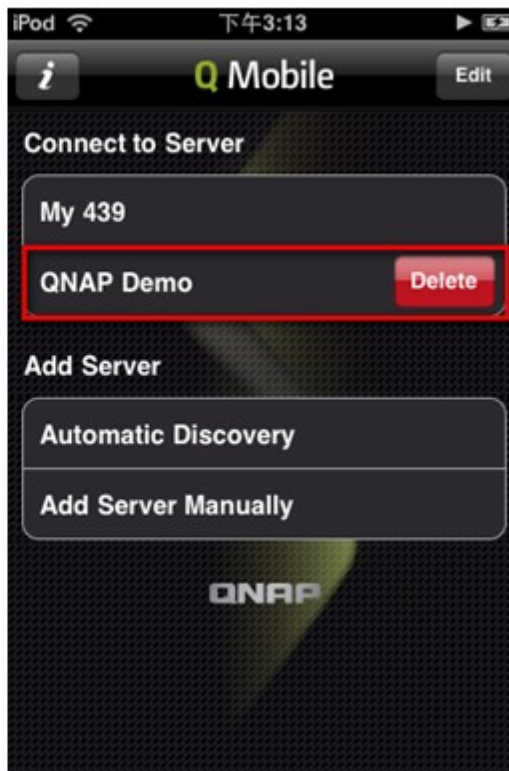 iPod 下午3:13
i Q Mobile Edit
Connect to Server
My 439
QNAP Demo Delete
Add Server
Automatic Discovery
Add Server Manually
QNAP